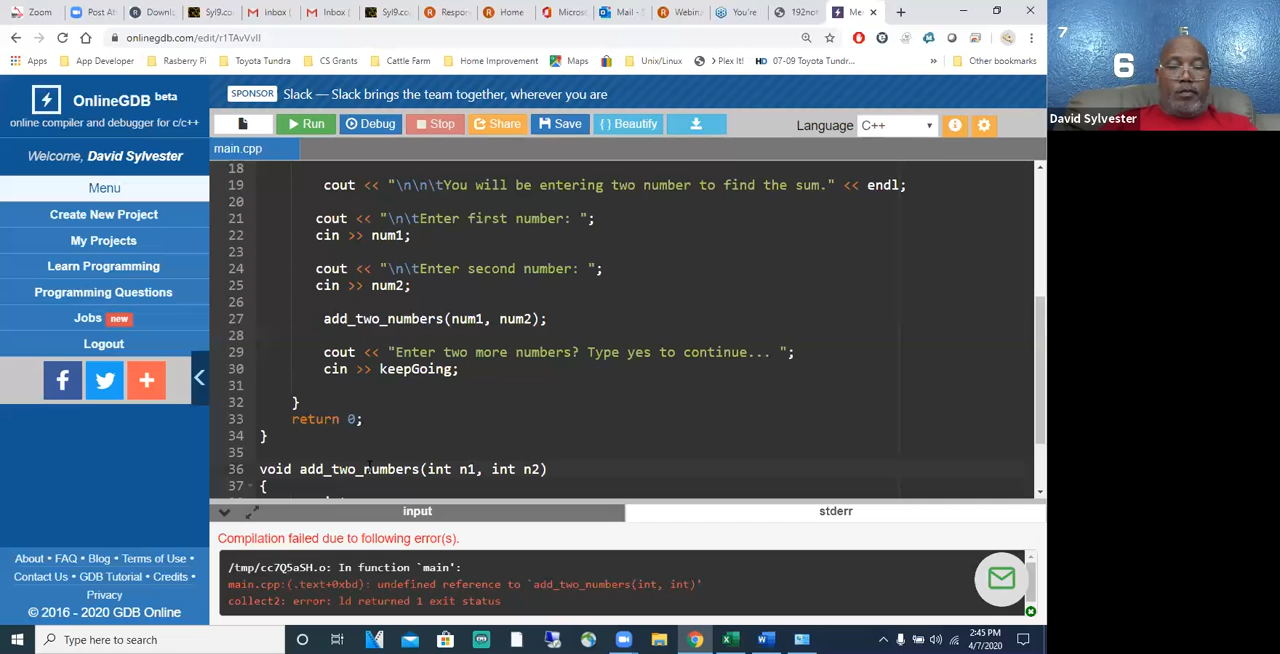 Zoom
Post At
Downl
Syl9.co
inbox (
Inbox (
Syl9.co
Respor
Home
Micros
Mail - S
Webina
You're
192not
Me
onlinegdb.com/edit/r1TAvVvII
Apps
App Developer
Rasberry Pi
Toyota Tundra
CS Grants
Cattle Farm
Home Improvement
Maps
Unix/Linux
> Plex It!
HD 07-09 Toyota Tundr...
»
Other bookmarks
7
6
5
David Sylvester
OnlineGDB beta
online compiler and debugger for c/c++
Welcome, David Sylvester
Menu
Create New Project
My Projects
Learn Programming
Programming Questions
Jobs new
Logout
About • FAQ • Blog • Terms of Use •
Contact Us • GDB Tutorial • Credits •
Privacy
© 2016 - 2020 GDB Online
SPONSOR Slack — Slack brings the team together, wherever you are
Run Debug Stop Share Save { } Beautify
Language C++
main.cpp
18
19 cout << "\n\n\tYou will be entering two number to find the sum." << endl;
20
21 cout << "\n\tEnter first number: ";
22 cin >> num1;
23
24 cout << "\n\tEnter second number: ";
25 cin >> num2;
26
27 add_two_numbers(num1, num2);
28
29 cout << "Enter two more numbers? Type yes to continue... ";
30 cin >> keepGoing;
31
32 }
33 return 0;
34 }
35
36 void add_two_numbers(int n1, int n2)
37 {
input
stderr
Compilation failed due to following error(s).
/tmp/cc7Q5aSH.o: In function `main':
main.cpp:(.text+0xbd): undefined reference to `add_two_numbers(int, int)'
collect2: error: ld returned 1 exit status
Type here to search
2:45 PM
4/7/2020